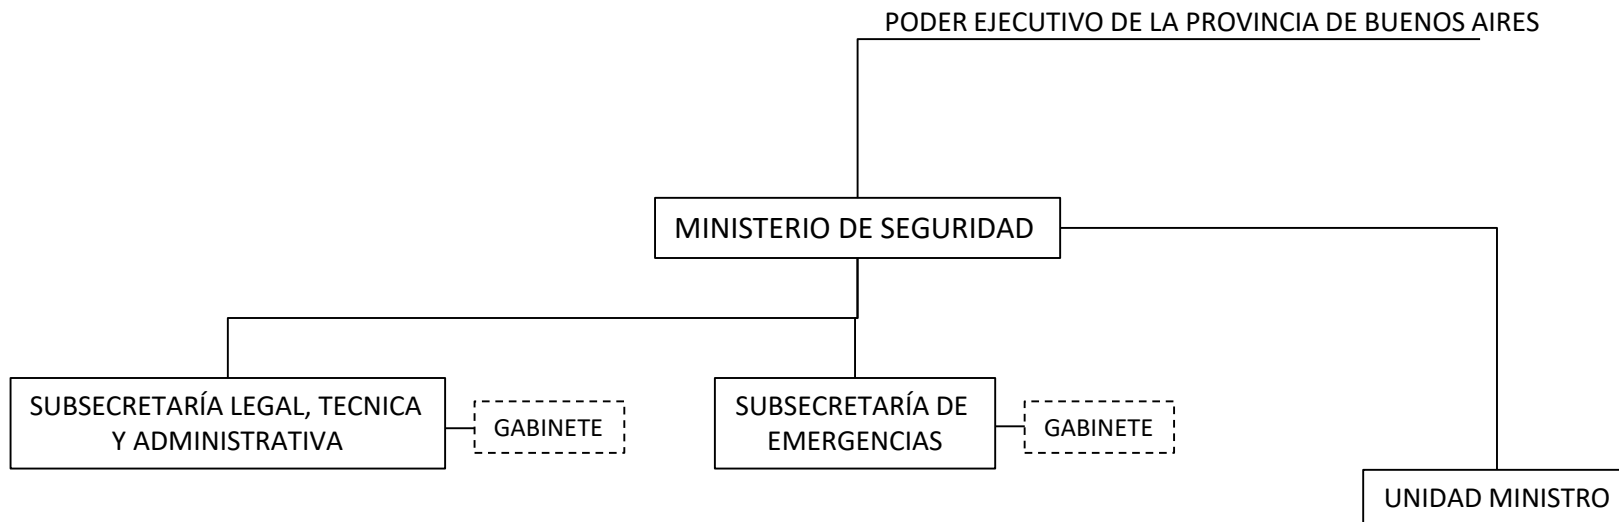 PODER EJECUTIVO DE LA PROVINCIA DE BUENOS AIRES
MINISTERIO DE SEGURIDAD
SUBSECRETARÍA LEGAL, TECNICA
Y ADMINISTRATIVA
GABINETE
SUBSECRETARÍA DE
EMERGENCIAS
GABINETE
UNIDAD MINISTRO